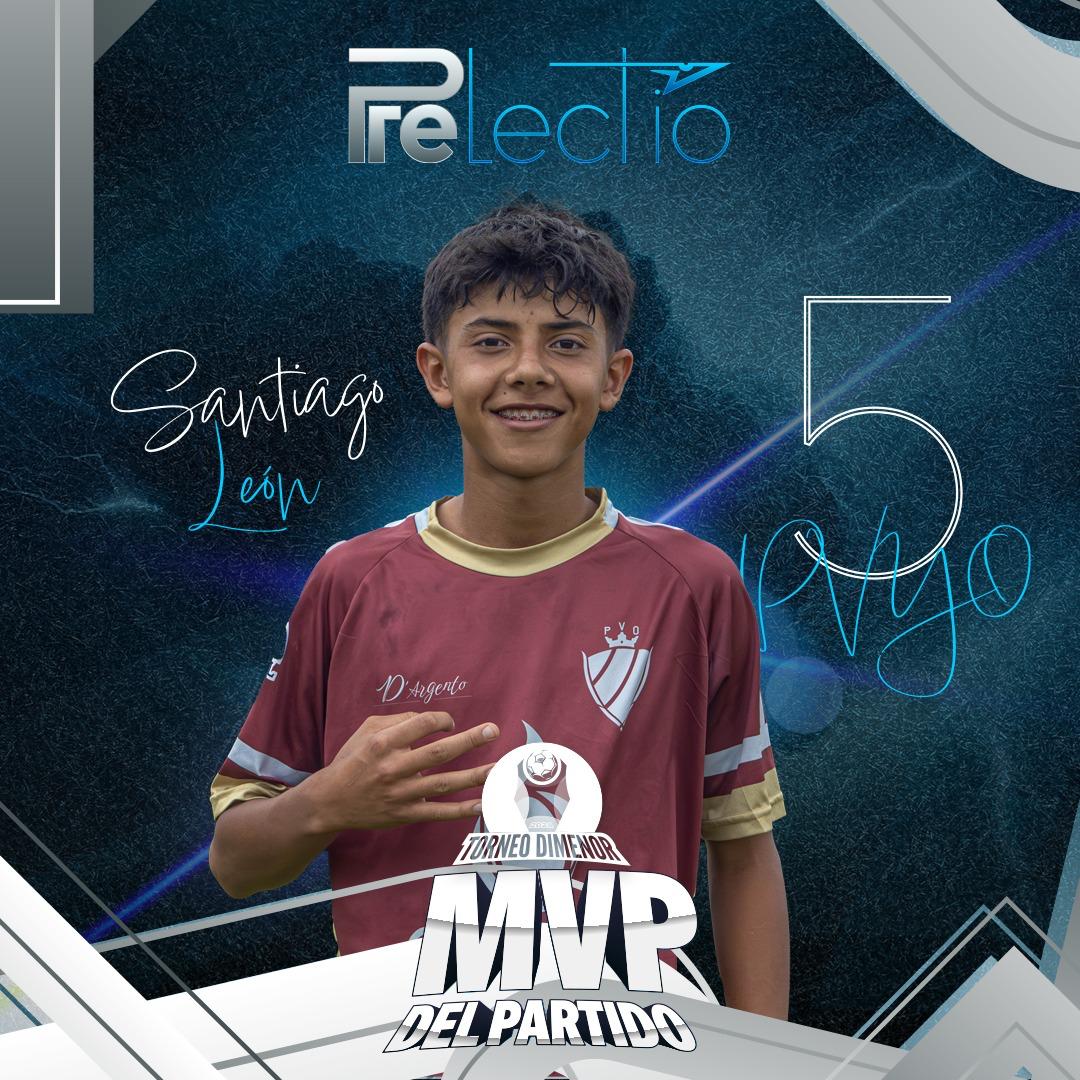 PreLectio
Santiago
León
5
PVyo
PVO
D'Argento
TORNEO DIMENOR
MVP
DEL PARTIDO